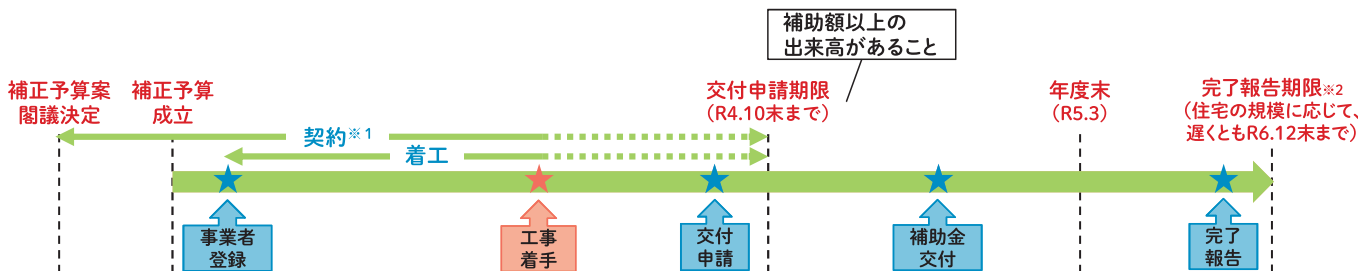 補助額以上の
出来高があること
補正予算案
閣議決定
補正予算
成立
交付申請期限
（R4.10末まで）
年度末
（R5.3）
完了報告期限※2
（住宅の規模に応じて、
遅くともR6.12末まで）
契約※1
着工
事業者
登録
工事
着手
交付
申請
補助金
交付
完了
報告